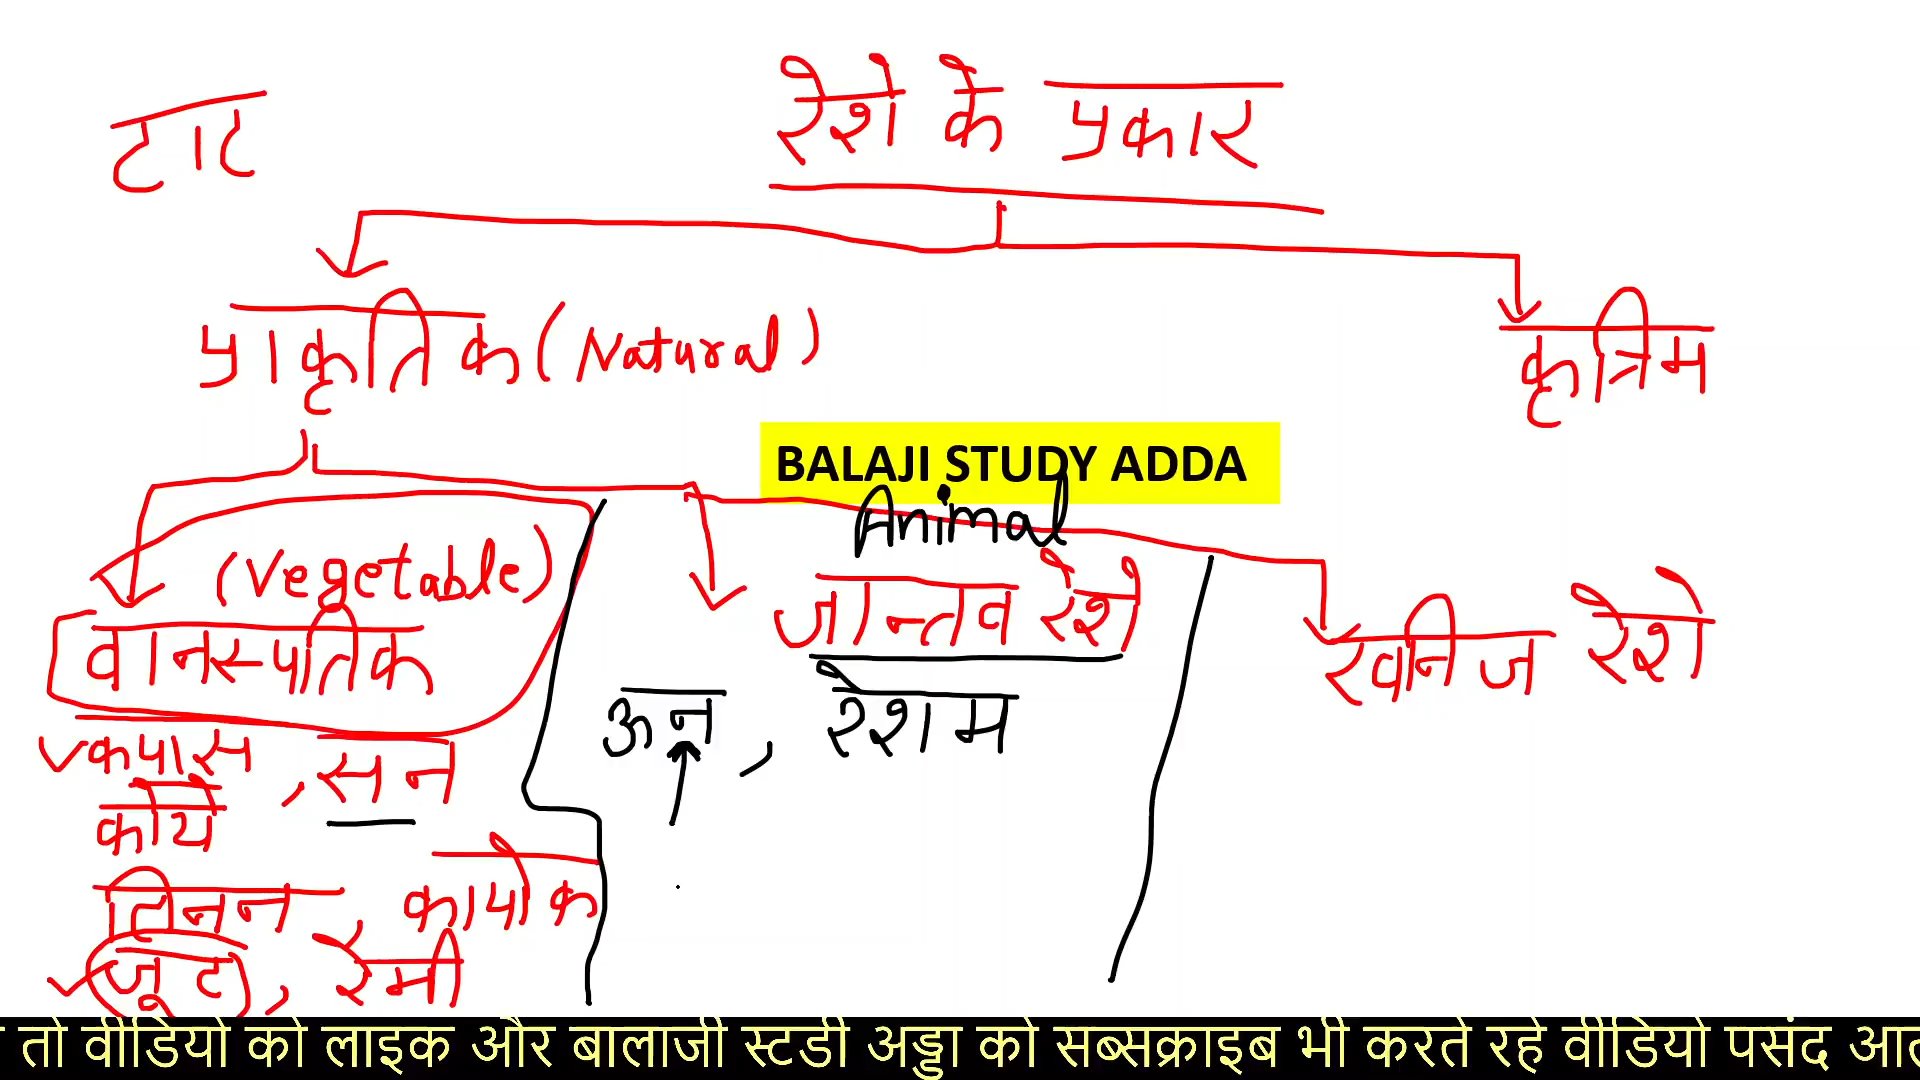 टाट
रेशे के प्रकार
प्राकृतिक (Natural)
कृत्रिम
BALAJI STUDY ADDA
(Vegetable)
वानस्पतिक
Animal
जान्तव रेशे
खनिज रेशे
कपास, सन
ऊन, रेशम
कोये
लिनन, कापोक
जूट, रेमी
तो वीडियो को लाइक और बालाजी स्टडी अड्डा को सब्सक्राइब भी करते रहे वीडियो पसंद